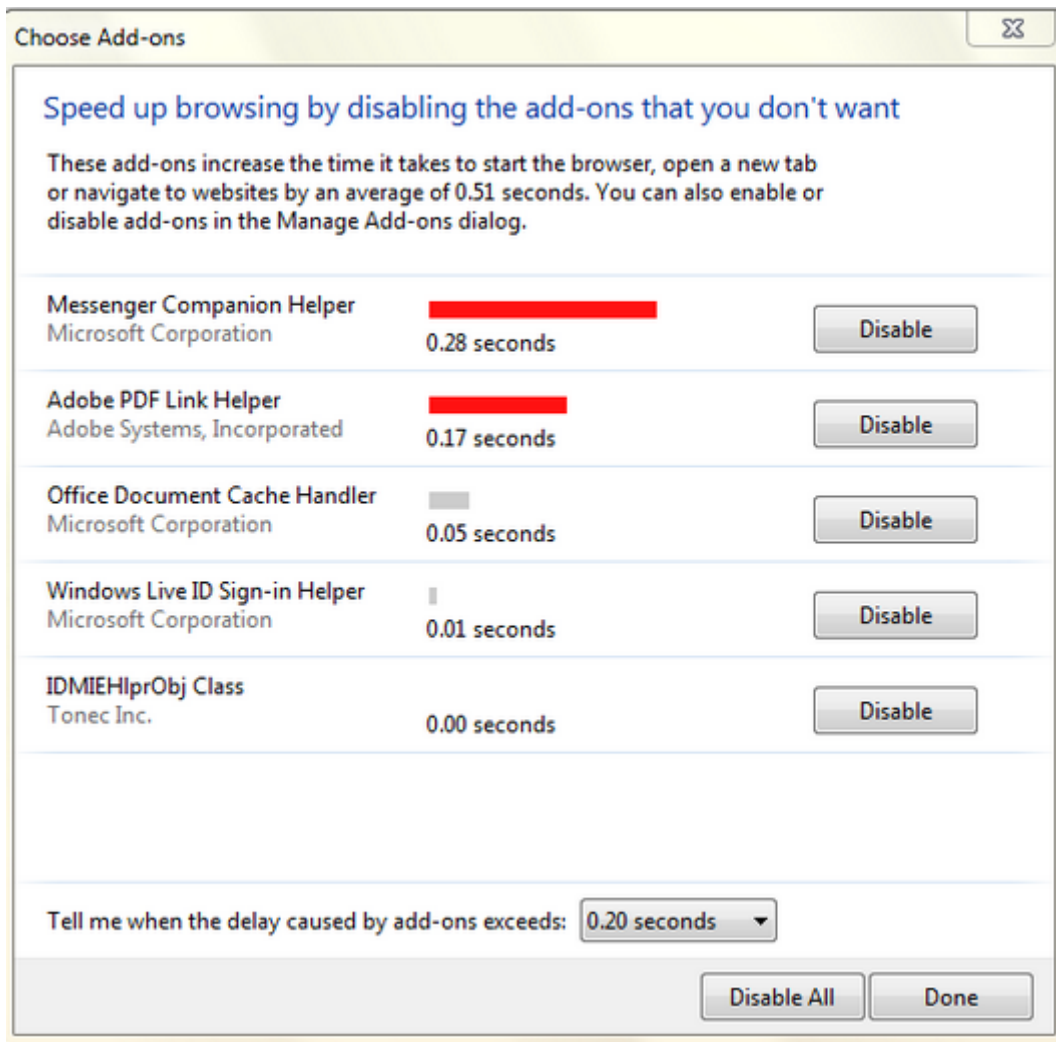 Choose Add-ons
Speed up browsing by disabling the add-ons that you don't want
These add-ons increase the time it takes to start the browser, open a new tab
or navigate to websites by an average of 0.51 seconds. You can also enable or
disable add-ons in the Manage Add-ons dialog.
Messenger Companion Helper
Microsoft Corporation
0.28 seconds
Disable
Adobe PDF Link Helper
Adobe Systems, Incorporated
0.17 seconds
Disable
Office Document Cache Handler
Microsoft Corporation
0.05 seconds
Disable
Windows Live ID Sign-in Helper
Microsoft Corporation
0.01 seconds
Disable
IDMIEHlprObj Class
Tonec Inc.
0.00 seconds
Disable
Tell me when the delay caused by add-ons exceeds: 0.20 seconds
Disable All Done